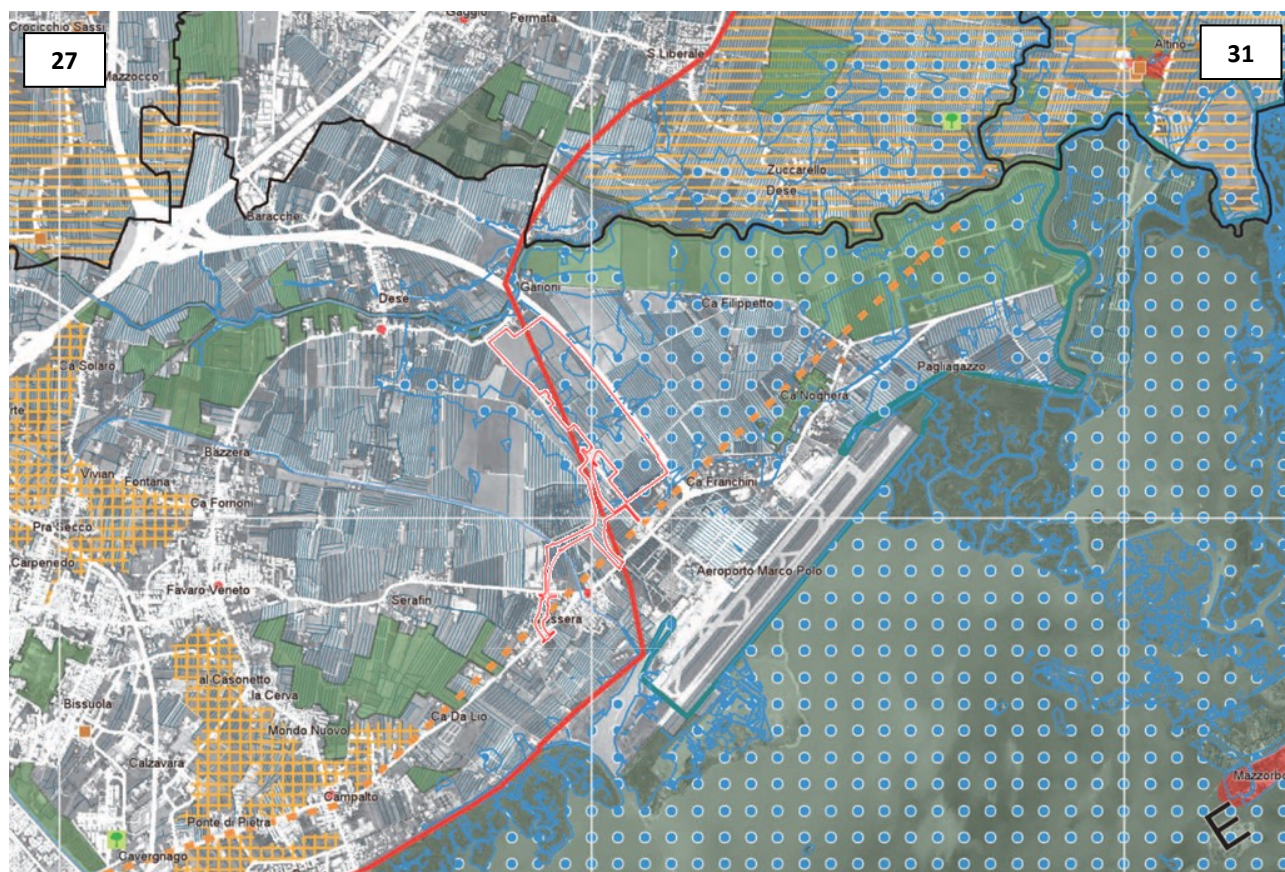 Crocicchio Sassi
Gaggio
Fermata
27
S.Liberale
Altino
31
Mazzocco
Zuccarello
Dese
Baracche
Garioni
Dese
Ca Filippetto
Ca Solaro
Pagliagazzo
Ca Noghera
Bazzera
Vivian
Fontana
Ca Franchini
Ca Fornoni
Pra Secco
Carpenedo
Aeroporto Marco Polo
Favaro Veneto
Serafin
Tessera
al Casonetto
la Cerva
Bissuola
Ca Da Lio
Mondo Nuovo
Calzavara
Mazzorbo
Campalto
Ponte di Pietra
E
Cavergnago